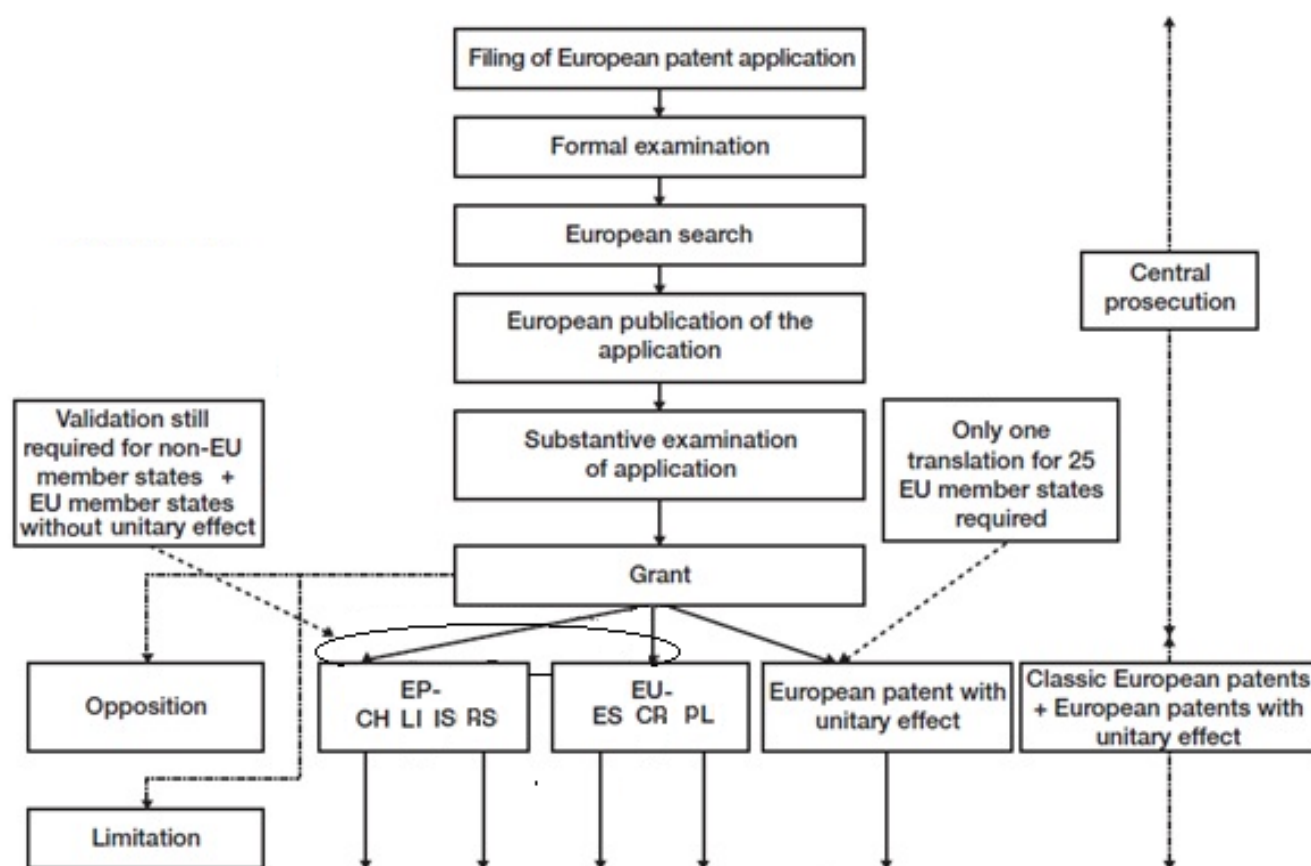 Filing of European patent application
Formal examination
European search
Central
prosecution
European publication of the
application
Validation still
required for non-EU
member states +
EU member states
without unitary effect
Substantive examination
of application
Only one
translation for 25
EU member states
required
Grant
Opposition
EP-
CH LI IS RS
EU-
ES CR PL
European patent with
unitary effect
Classic European patents
+ European patents with
unitary effect
Limitation